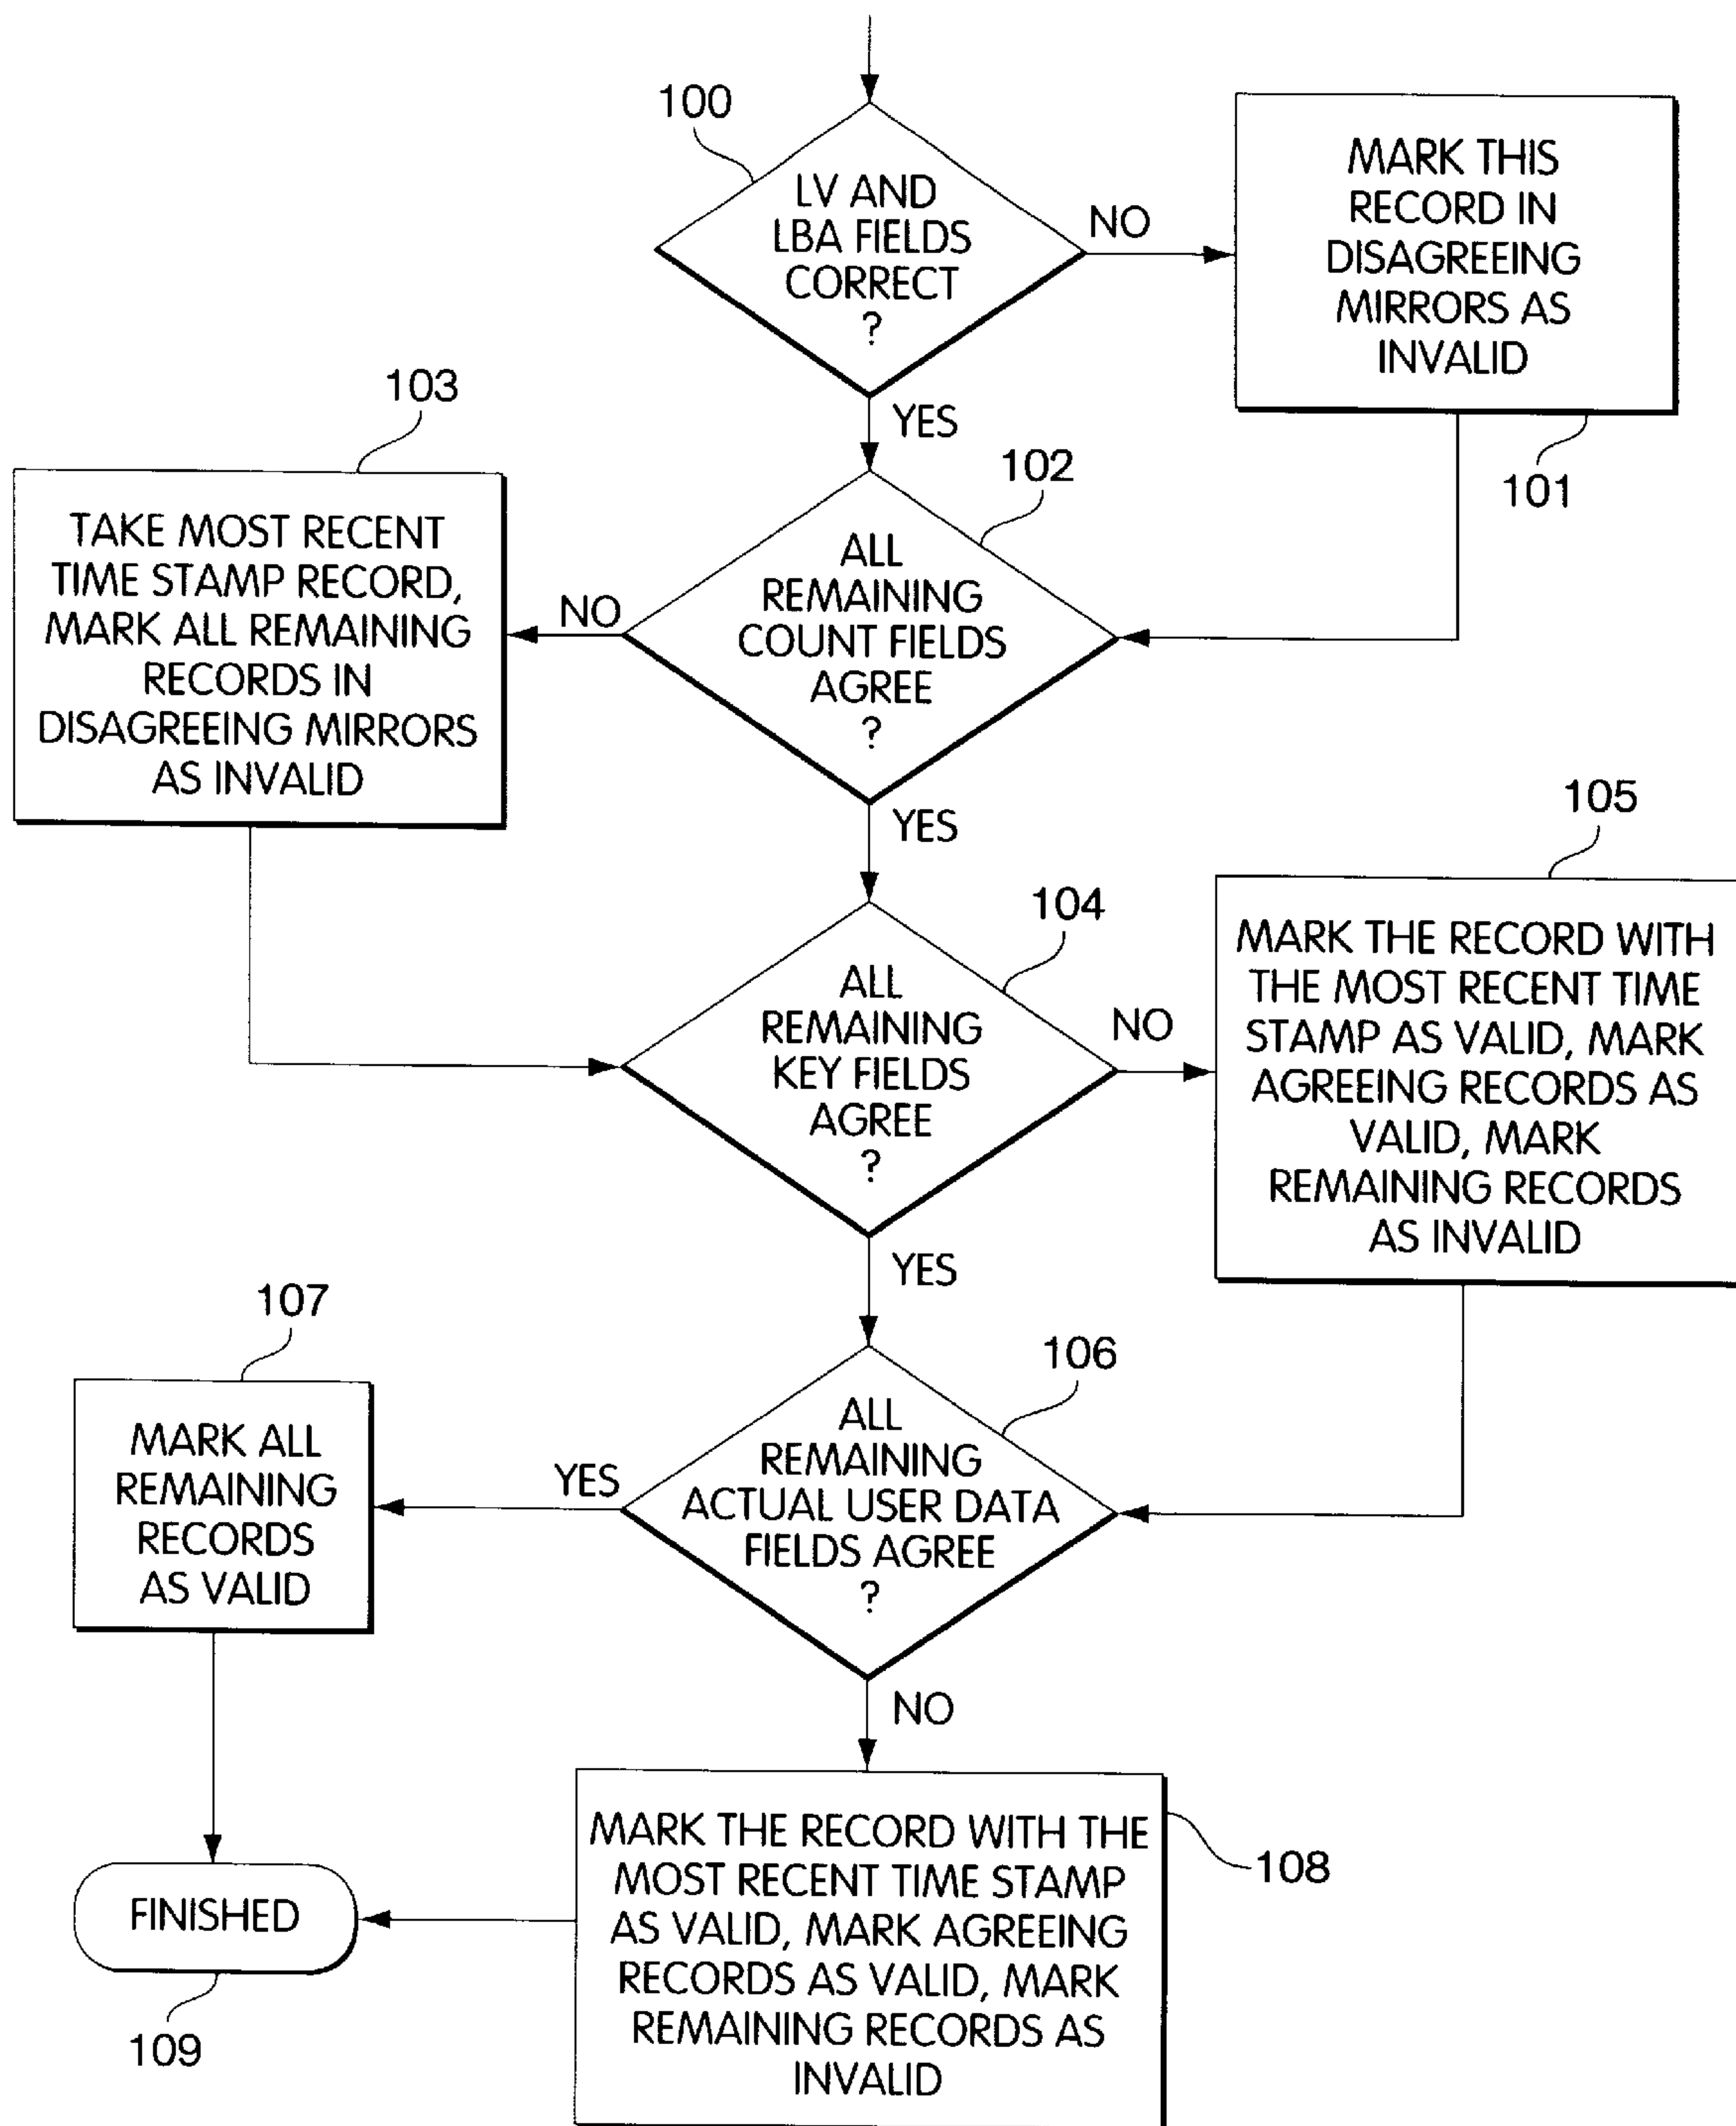 100
LV AND
LBA FIELDS
CORRECT
?
NO
MARK THIS
RECORD IN
DISAGREEING
MIRRORS AS
INVALID
101
YES
103
TAKE MOST RECENT
TIME STAMP RECORD,
MARK ALL REMAINING
RECORDS IN
DISAGREEING MIRRORS
AS INVALID
102
ALL
REMAINING
COUNT FIELDS
AGREE
?
NO
YES
104
ALL
REMAINING
KEY FIELDS
AGREE
?
NO
105
MARK THE RECORD WITH
THE MOST RECENT TIME
STAMP AS VALID, MARK
AGREEING RECORDS AS
VALID, MARK
REMAINING RECORDS
AS INVALID
YES
106
ALL
REMAINING
ACTUAL USER DATA
FIELDS AGREE
?
YES
107
MARK ALL
REMAINING
RECORDS
AS VALID
NO
MARK THE RECORD WITH THE
MOST RECENT TIME STAMP
AS VALID, MARK AGREEING
RECORDS AS VALID, MARK
REMAINING RECORDS AS
INVALID
108
FINISHED
109